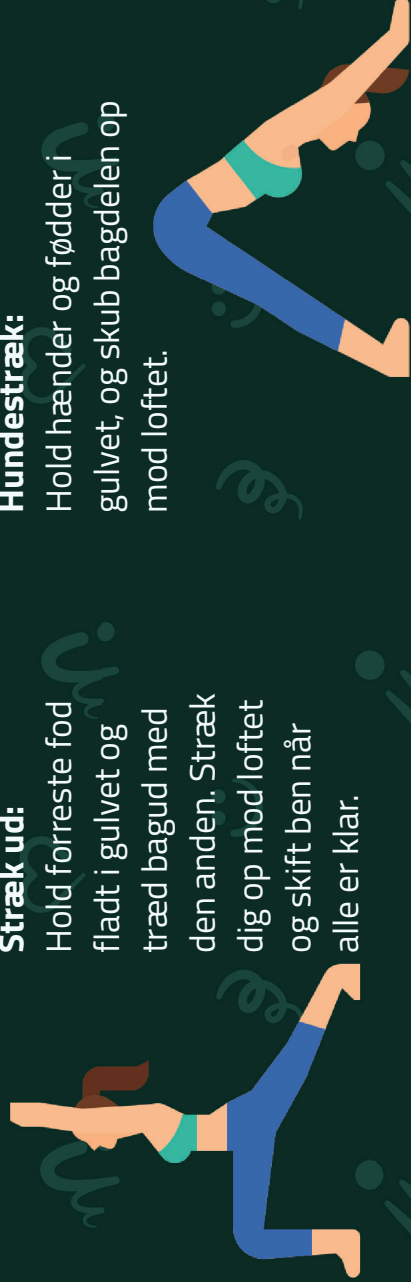 Stræk ud:
Hold forreste fod
fladt i gulvet og
træd bagud med
den anden. Stræk
dig op mod loftet
og skift ben når
alle er klar.
Hundestræk:
Hold hænder og fødder i
gulvet, og skub bagdelen op
mod loftet.